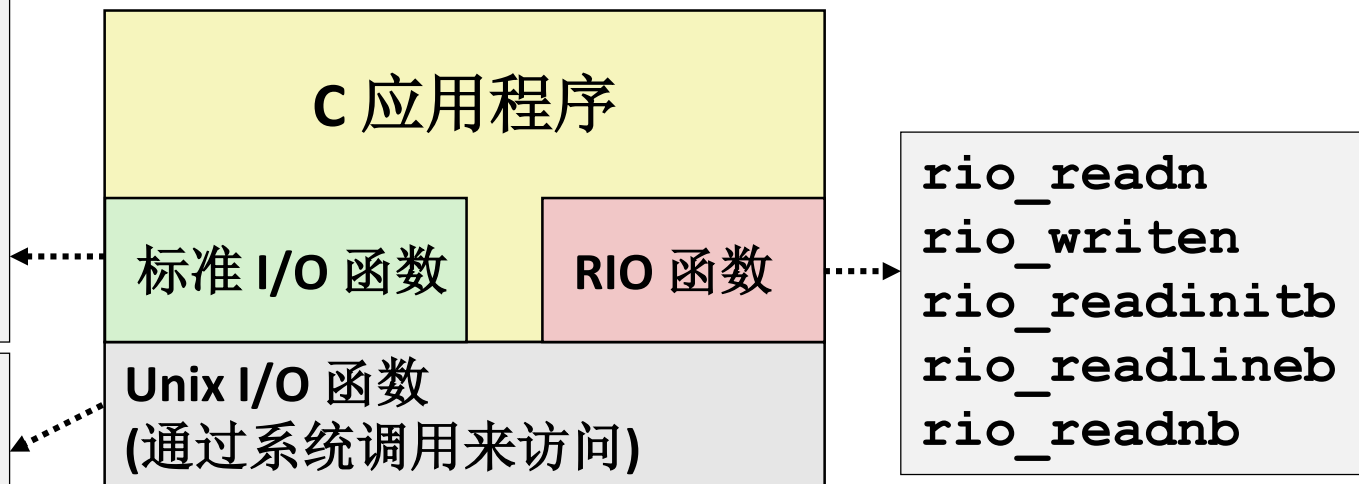 C 应用程序
标准 I/O 函数
RIO 函数
Unix I/O 函数
(通过系统调用来访问)
rio_readn
rio_writen
rio_readinitb
rio_readlineb
rio_readnb